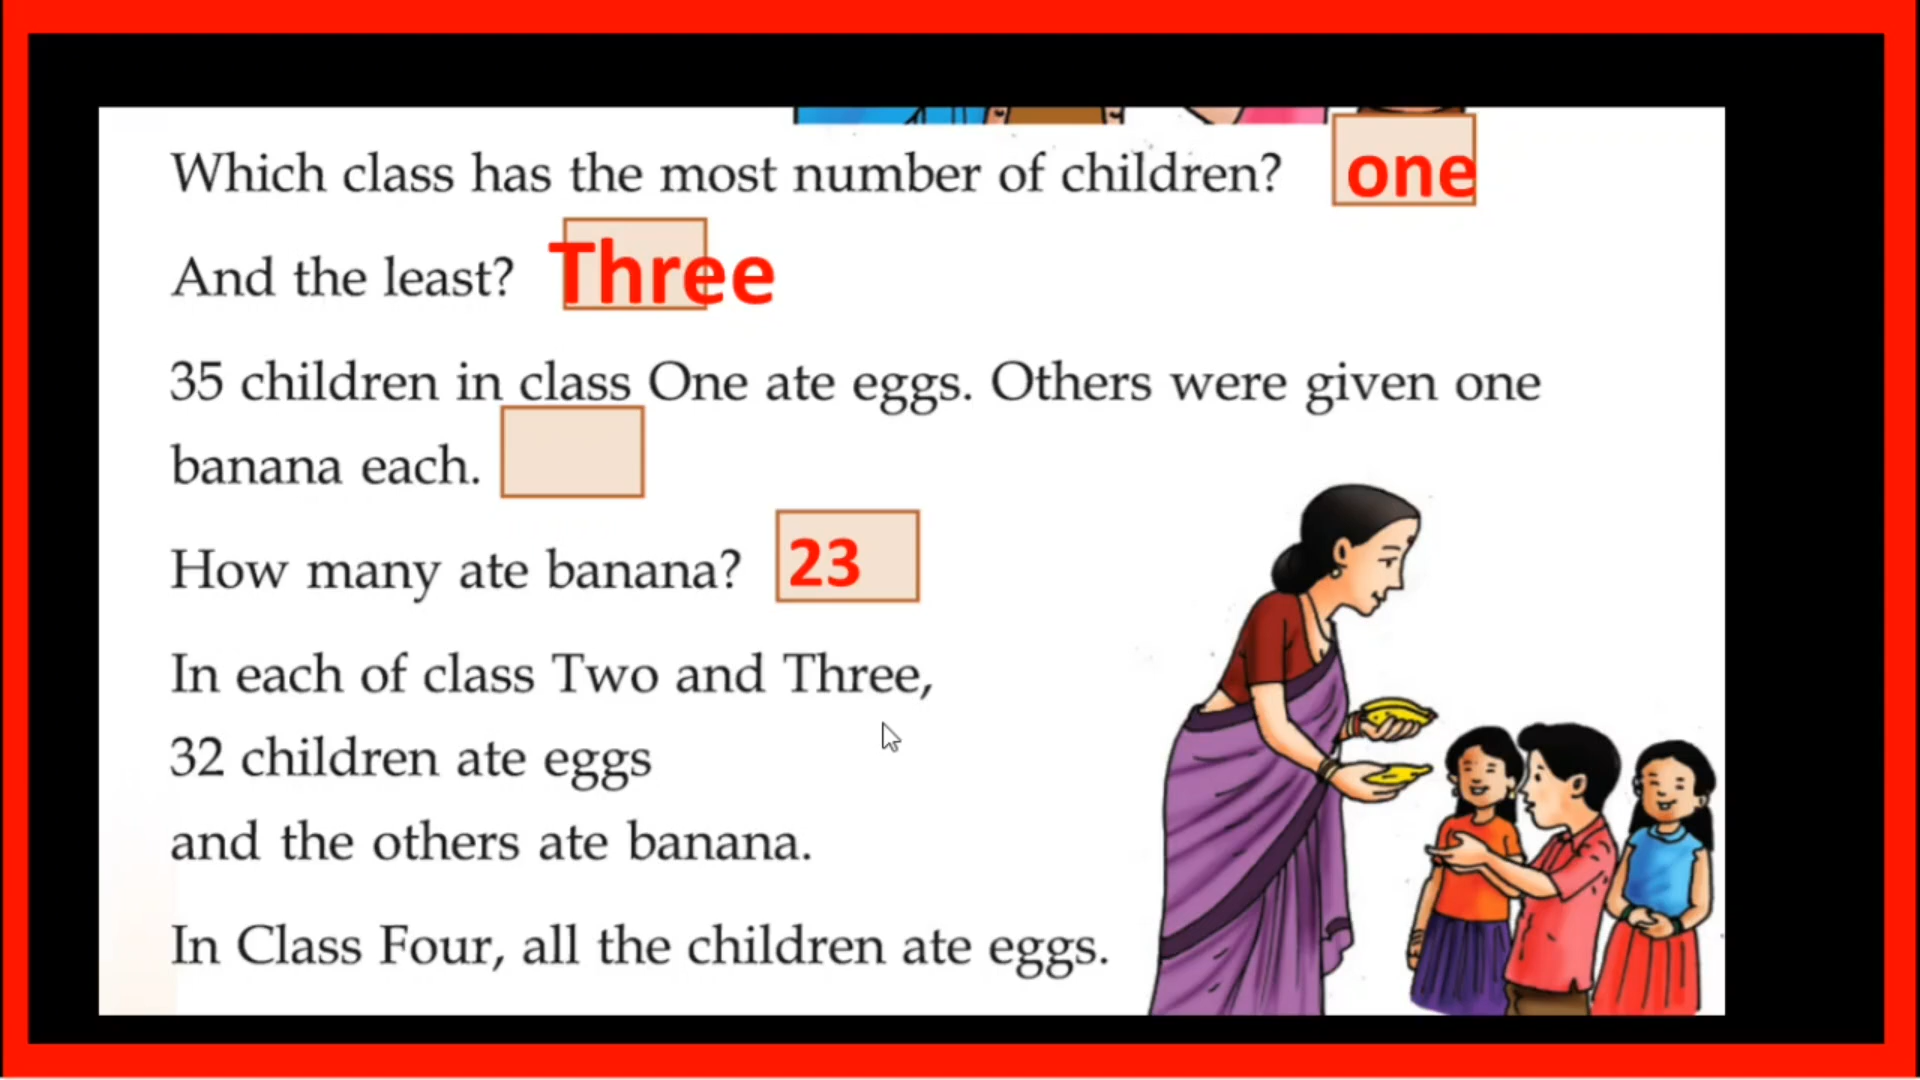 Which class has the most number of children? one
And the least? Three
35 children in class One ate eggs. Others were given one
banana each.
How many ate banana? 23
In each of class Two and Three,
32 children ate eggs
and the others ate banana.
In Class Four, all the children ate eggs.